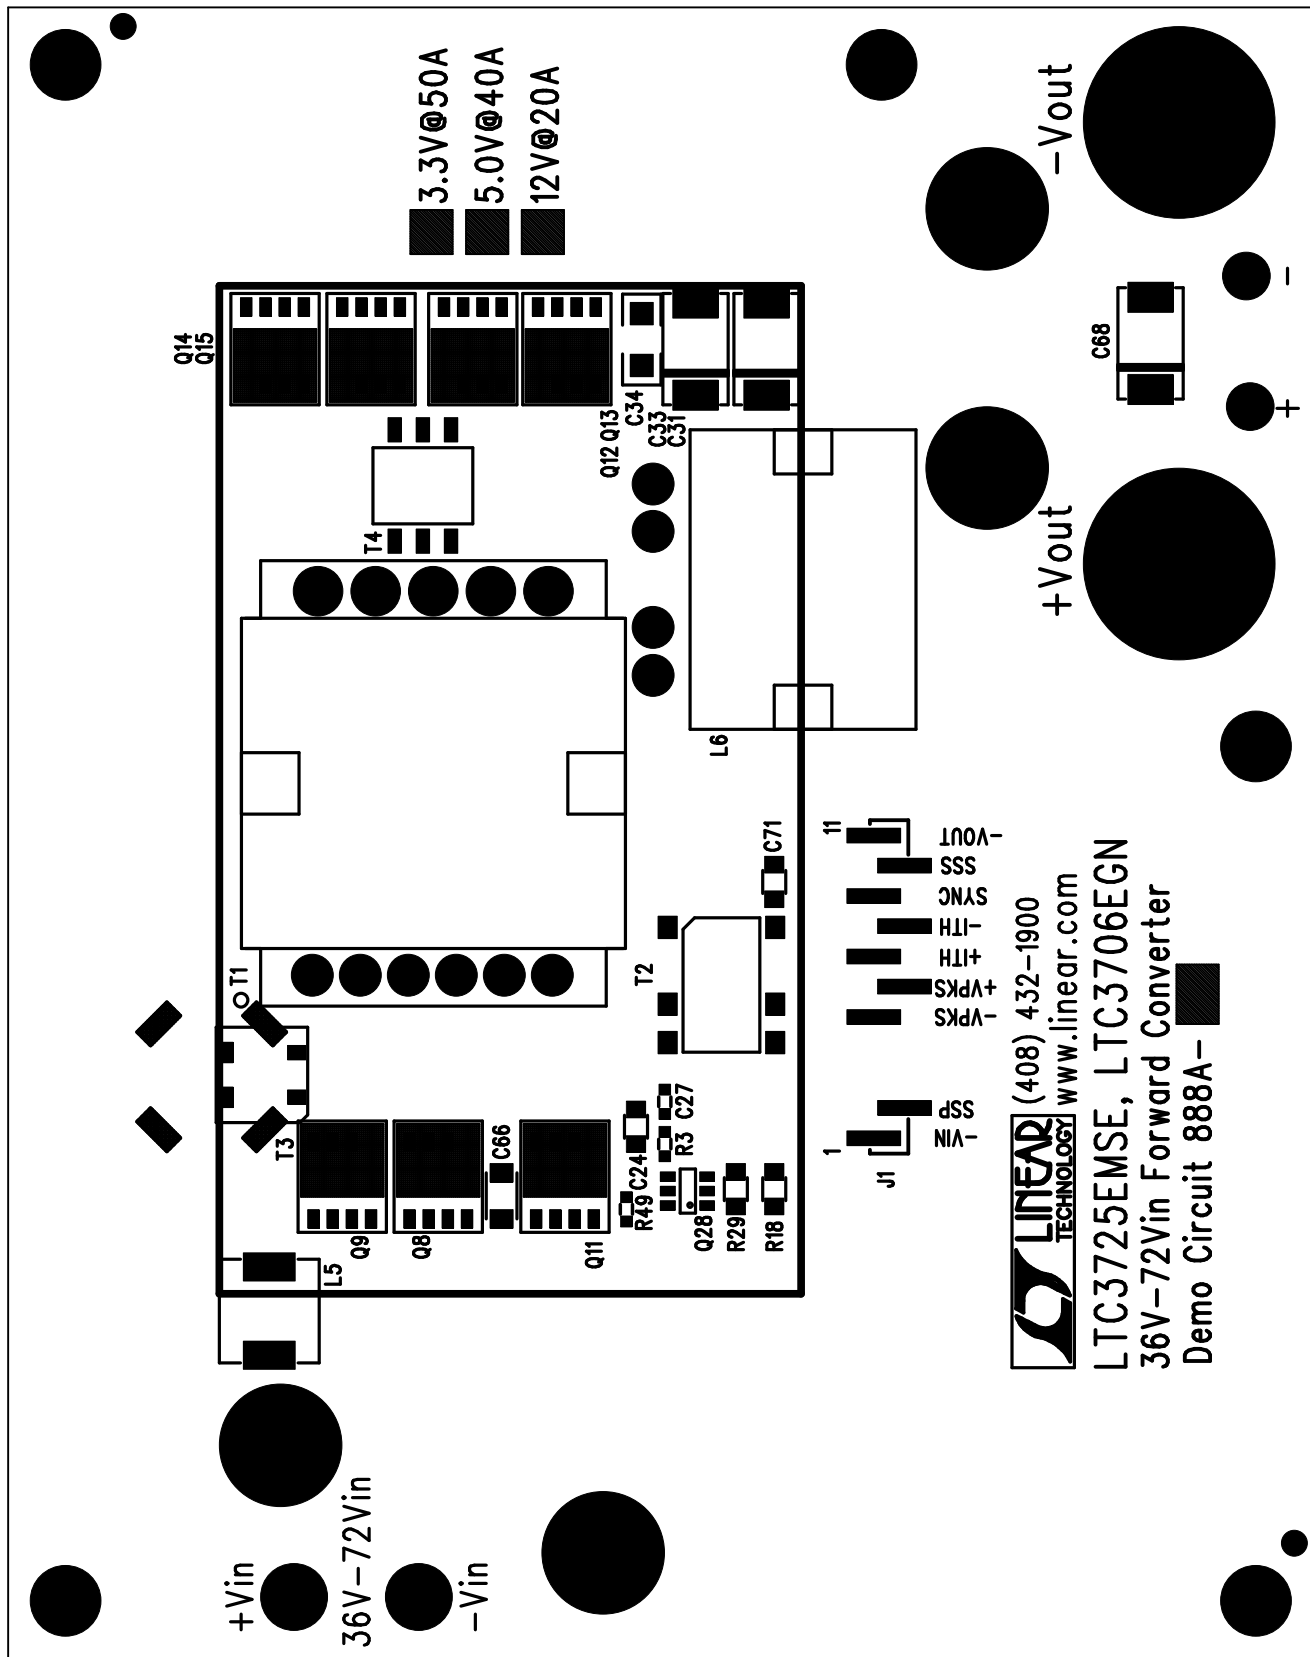 3.3V@50A
5.0V@40A
12V@20A
-Vout
-
C68
+
+Vout
Q14
Q15
Q12 Q13
C34
C33
C31
T4
L6
T1
T2
C71
T3
C66
C24
C27
R3
R49
Q9
Q8
Q11
Q28
R29
R18
L5
11
-VOUT
SSS
SYNC
-ITH
+ITH
+VPKS
-VPKS
SSP
-VIN
1
J1
LINEAR
TECHNOLOGY
(408) 432-1900
www.linear.com
LTC3725EMSE, LTC3706EGN
36V-72Vin Forward Converter
Demo Circuit 888A-
+Vin
36V-72Vin
-Vin